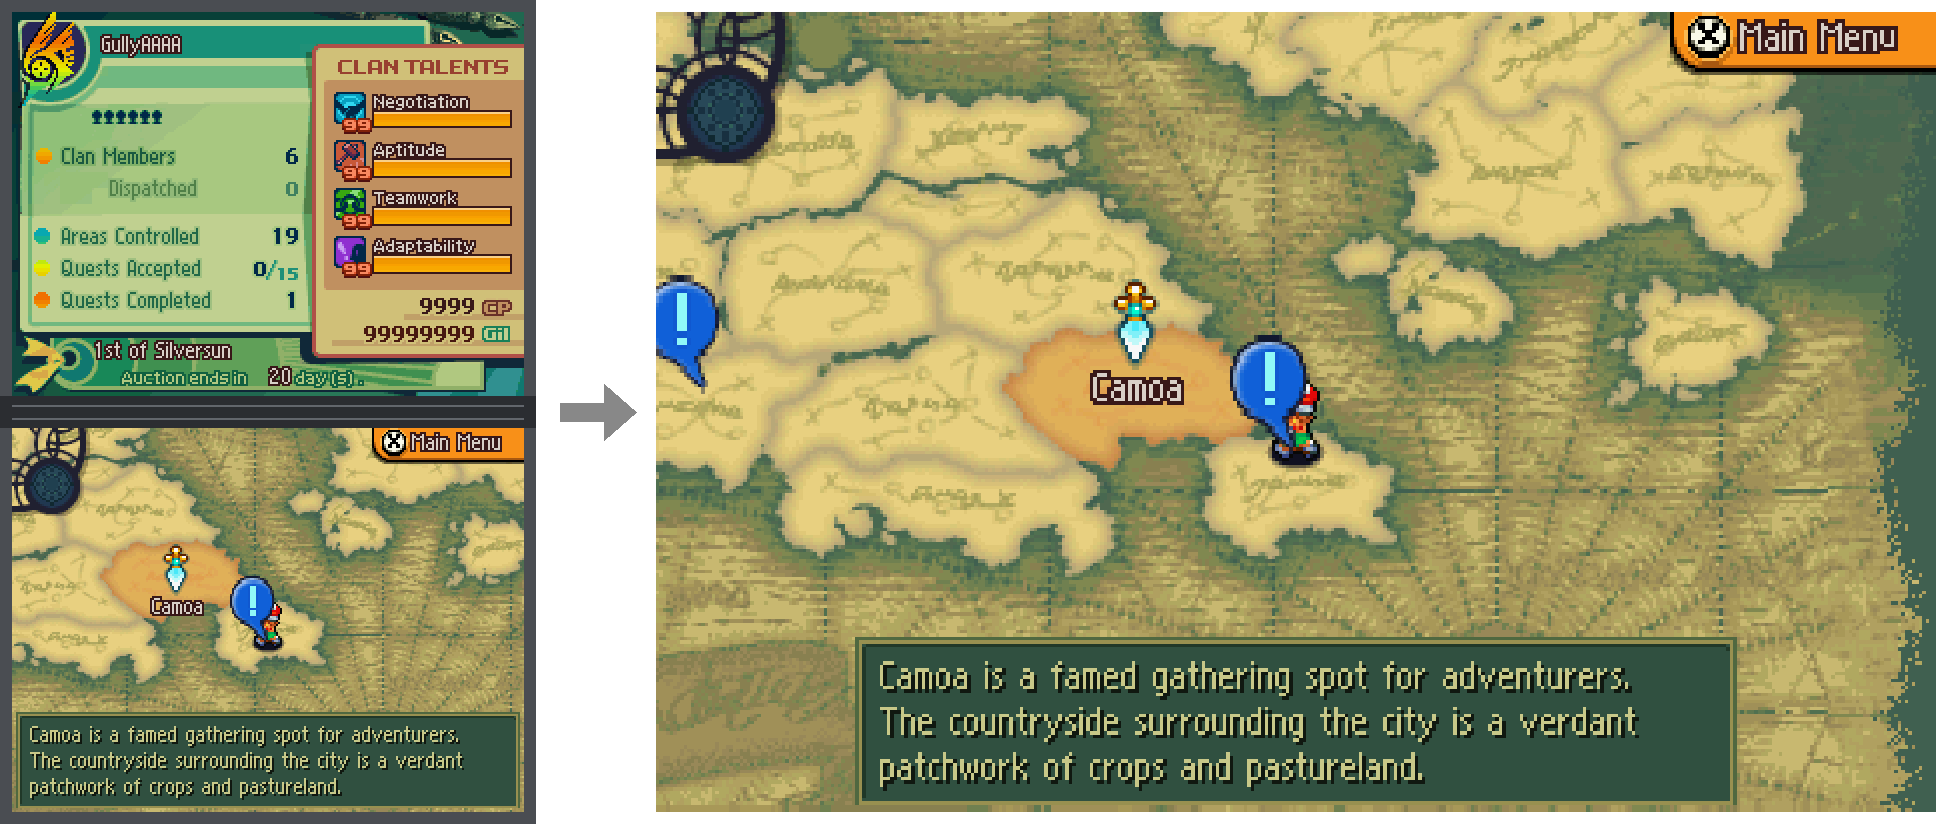 GullyAAAA
CLAN TALENTS
Negotiation
99
Aptitude
99
Teamwork
99
Adaptability
99
9999 CP
99999999 Gil
Clan Members 6
Dispatched 0
Areas Controlled 19
Quests Accepted 0/15
Quests Completed 1
1st of Silversun
Auction ends in 20 day(s).
X Main Menu
Camoa
!
Camoa is a famed gathering spot for adventurers.
The countryside surrounding the city is a verdant
patchwork of crops and pastureland.
X Main Menu
!
Camoa
!
Camoa is a famed gathering spot for adventurers.
The countryside surrounding the city is a verdant
patchwork of crops and pastureland.